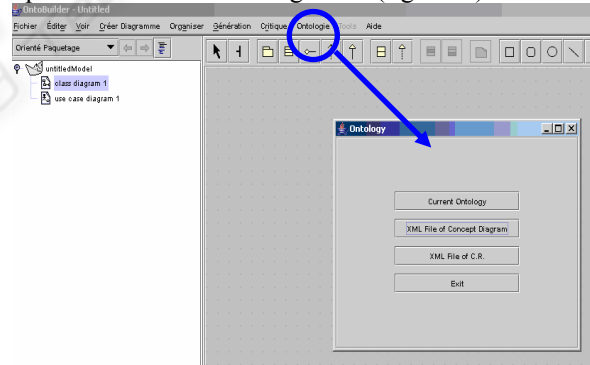 OntoBuilder - Untitled
Fichier Éditer Voir Créer Diagramme Organiser Génération Critique Ontologie Tools Aide
Orienté Paquetage
untitledModel
class diagram 1
use case diagram 1
Ontology
Current Ontology
XML File of Concept Diagram
XML File of C.R.
Exit